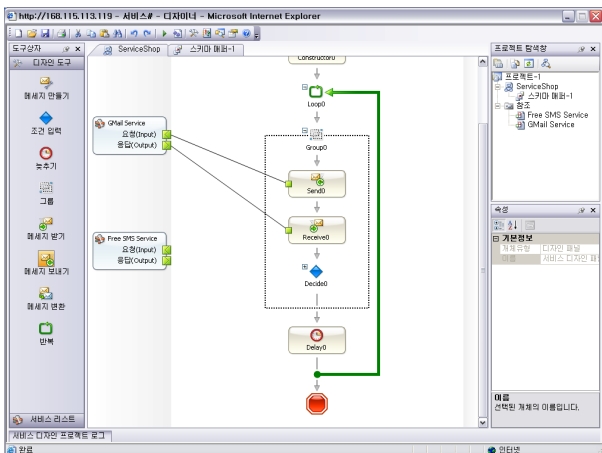 http://168.115.113.119 - 서비스# - 디자이너 - Microsoft Internet Explorer
도구상자
디자인 도구
메세지 만들기
조건 입력
늦추기
그룹
메세지 받기
메세지 보내기
메세지 변환
반복
서비스 리스트
ServiceShop
스키마 매퍼-1
Constructor0
Loop0
Group0
GMail Service
요청(Input)
응답(Output)
Send0
Receive0
Free SMS Service
요청(Input)
응답(Output)
Decide0
Delay0
프로젝트 탐색창
프로젝트-1
ServiceShop
스키마 매퍼-1
참조
Free SMS Service
GMail Service
속성
기본정보
개체유형
디자인 패널
이름
서비스 디자인 패
이름
선택된 개체의 이름입니다.
서비스 디자인 프로젝트 로그
완료
인터넷